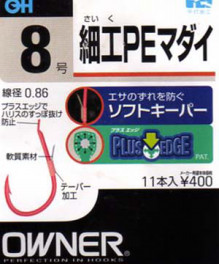 OH
8号
さいく
細工PEマダイ
線径 0.86
プラスエッジで
ハリスのすっぽ抜け
防止
エサのずれを防ぐ
ソフトキーパー
プラスエッジ
PLUS EDGE
PAT.
軟質素材
テーパー
加工
11本入 ¥400
OWNER
PERFECTION IN HOOKS